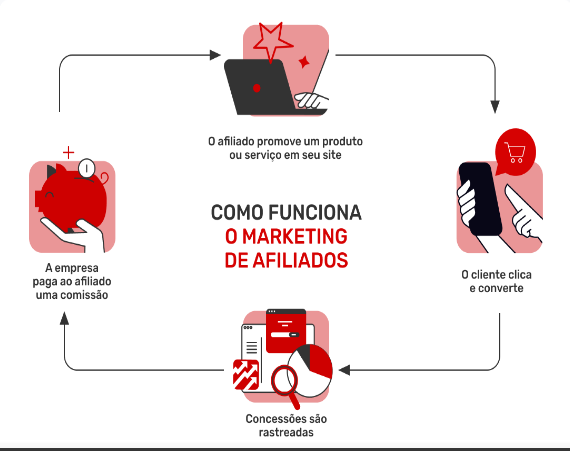 O afiliado promove um produto
ou serviço em seu site
COMO FUNCIONA
O MARKETING
DE AFILIADOS
O cliente clica
e converte
Concessões são
rastreadas
A empresa
paga ao afiliado
uma comissão